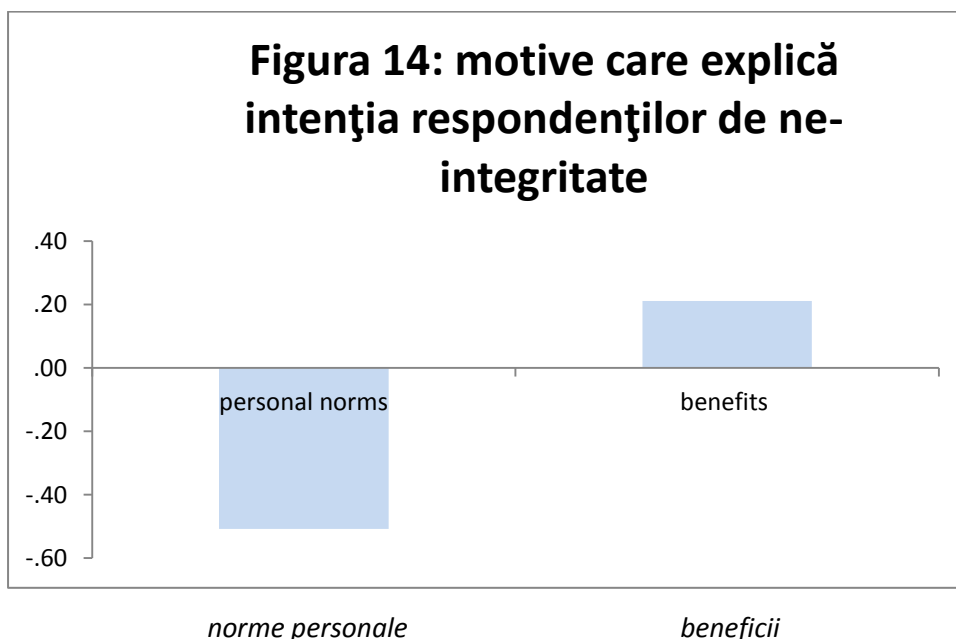 Figura 14: motive care explică
intenţia respondenţilor de ne-
integritate
.40
.20
.00
-.20
-.40
-.60
personal norms
benefits
norme personale
beneficii